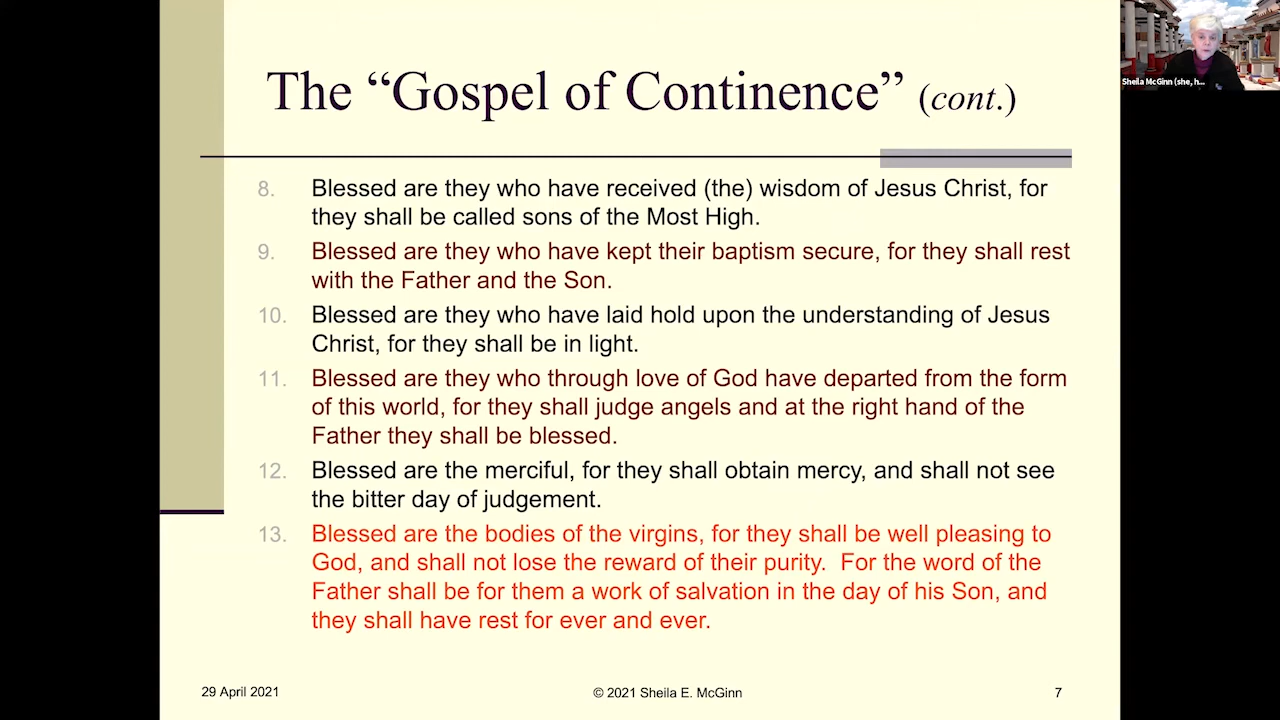 The “Gospel of Continence” (cont.)
Sheila McGinn (she, h...
8. Blessed are they who have received (the) wisdom of Jesus Christ, for
they shall be called sons of the Most High.
9. Blessed are they who have kept their baptism secure, for they shall rest
with the Father and the Son.
10. Blessed are they who have laid hold upon the understanding of Jesus
Christ, for they shall be in light.
11. Blessed are they who through love of God have departed from the form
of this world, for they shall judge angels and at the right hand of the
Father they shall be blessed.
12. Blessed are the merciful, for they shall obtain mercy, and shall not see
the bitter day of judgement.
13. Blessed are the bodies of the virgins, for they shall be well pleasing to
God, and shall not lose the reward of their purity.  For the word of the
Father shall be for them a work of salvation in the day of his Son, and
they shall have rest for ever and ever.
29 April 2021
© 2021 Sheila E. McGinn
7